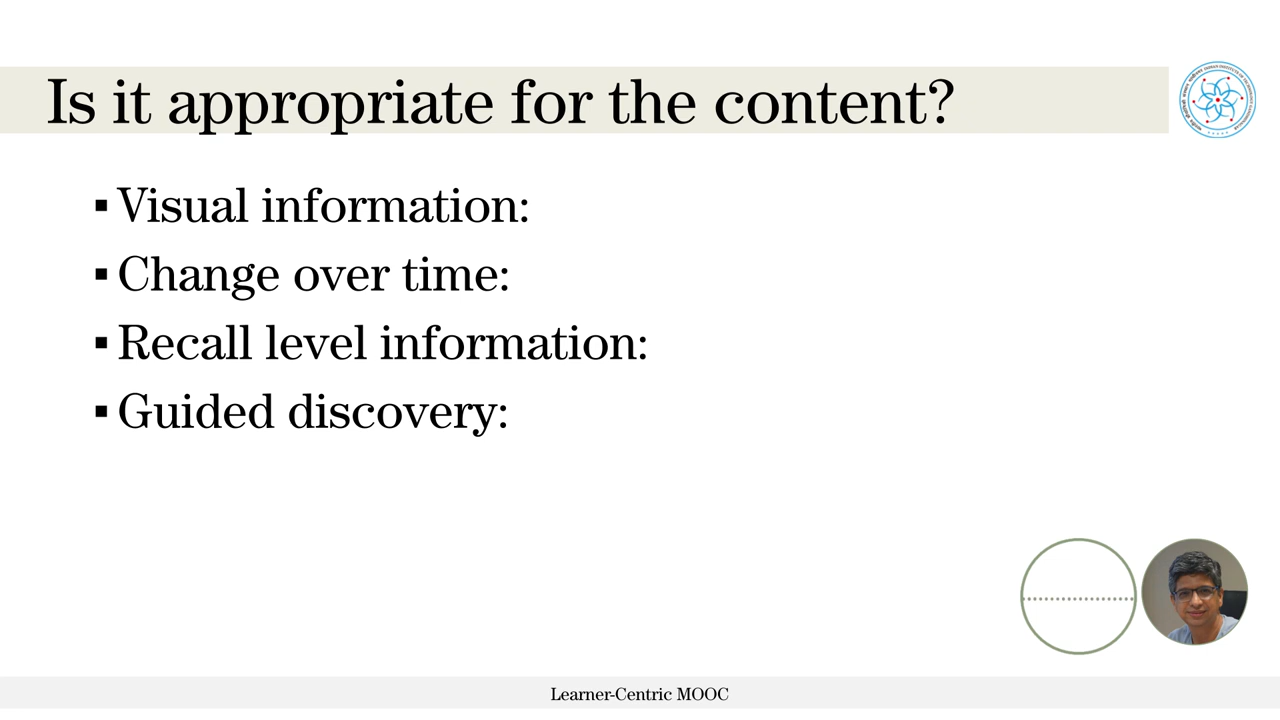 Is it appropriate for the content?
▪ Visual information:
▪ Change over time:
▪ Recall level information:
▪ Guided discovery:
Learner-Centric MOOC